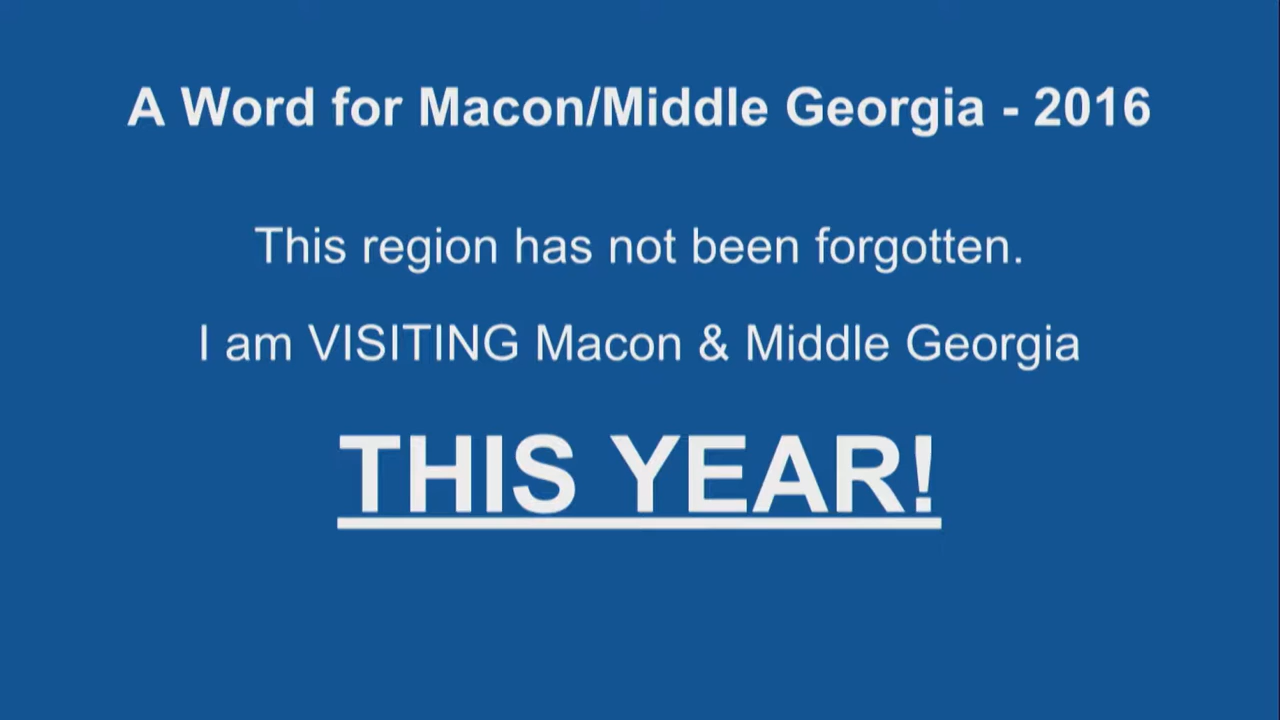 A Word for Macon/Middle Georgia - 2016
This region has not been forgotten.
I am VISITING Macon & Middle Georgia
THIS YEAR!